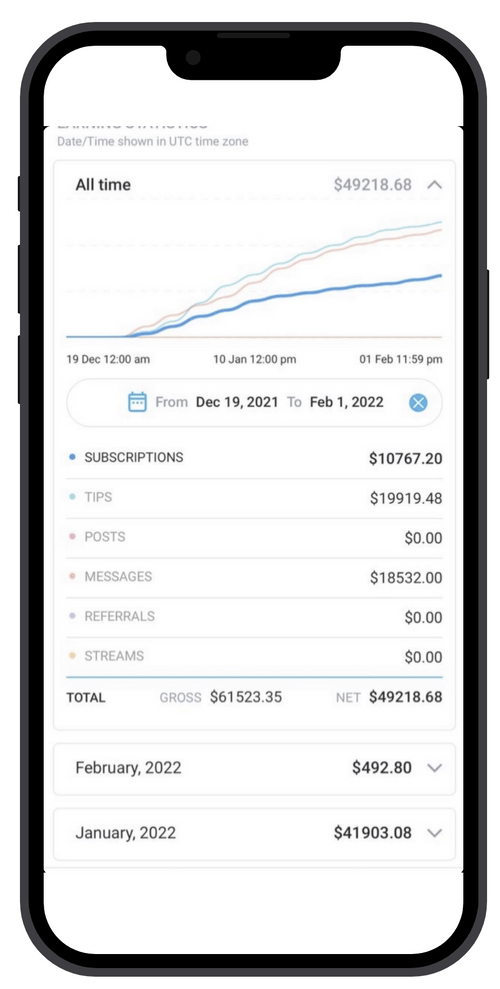 EARNING STATISTICS
Date/Time shown in UTC time zone
All time $49218.68
19 Dec 12:00 am 10 Jan 12:00 pm 01 Feb 11:59 pm
From Dec 19, 2021 To Feb 1, 2022
SUBSCRIPTIONS $10767.20
TIPS $19919.48
POSTS $0.00
MESSAGES $18532.00
REFERRALS $0.00
STREAMS $0.00
TOTAL GROSS $61523.35 NET $49218.68
February, 2022 $492.80
January, 2022 $41903.08